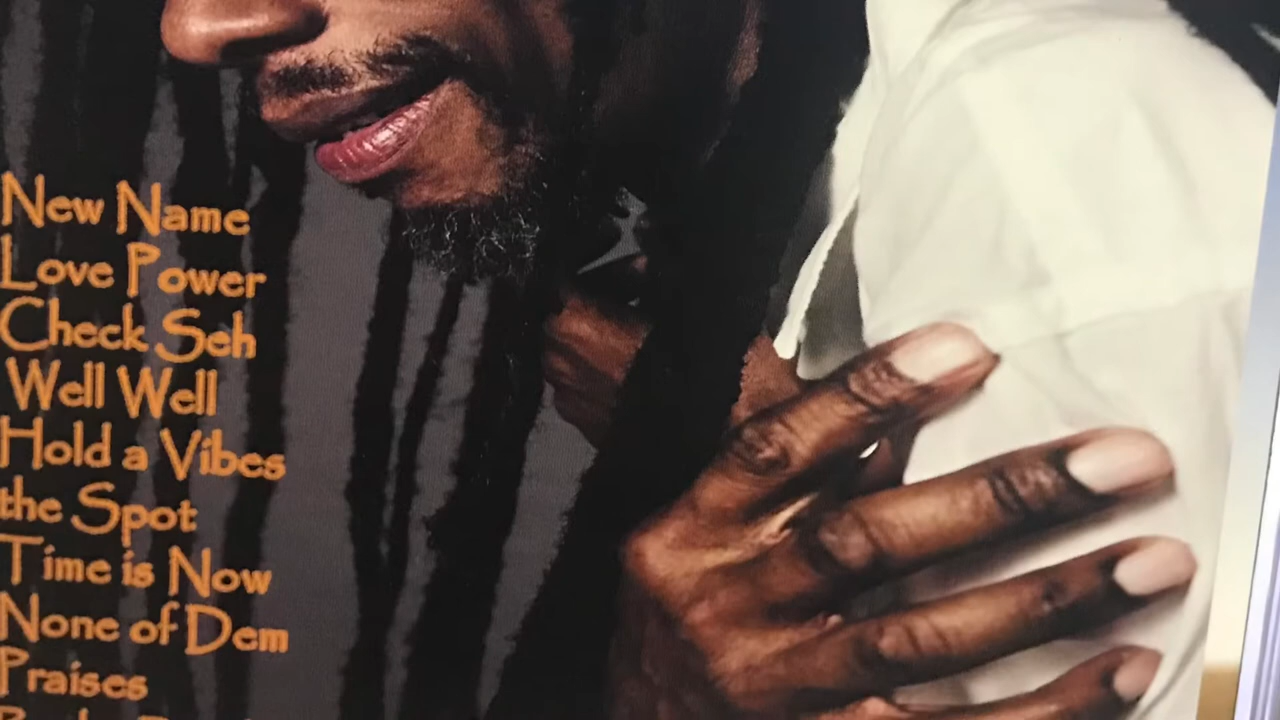 New Name
Love Power
Check Seh
Well Well
Hold a Vibes
the Spot
Time is Now
None of Dem
Praises